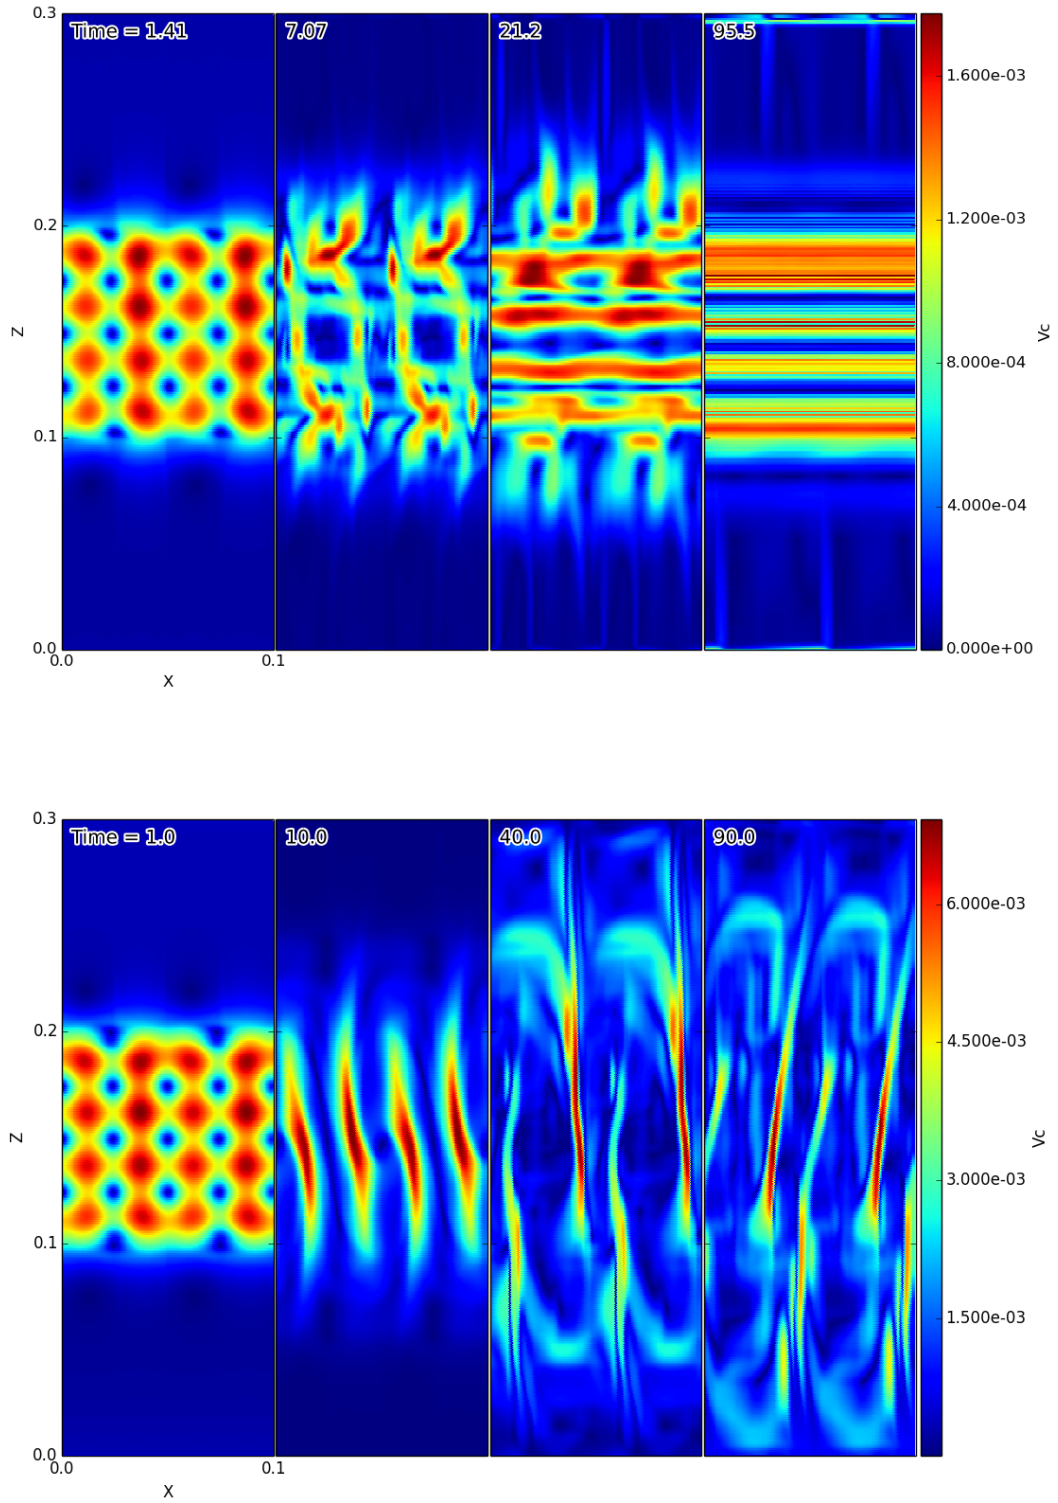 0.3
Time = 1.41
7.07
21.2
95.5
1.600e-03
0.2
1.200e-03
Z
Vc
8.000e-04
0.1
4.000e-04
0.0
0.000e+00
0.0
0.1
X
0.3
Time = 1.0
10.0
40.0
90.0
6.000e-03
0.2
4.500e-03
Z
Vc
3.000e-03
0.1
1.500e-03
0.0
0.0
0.1
X